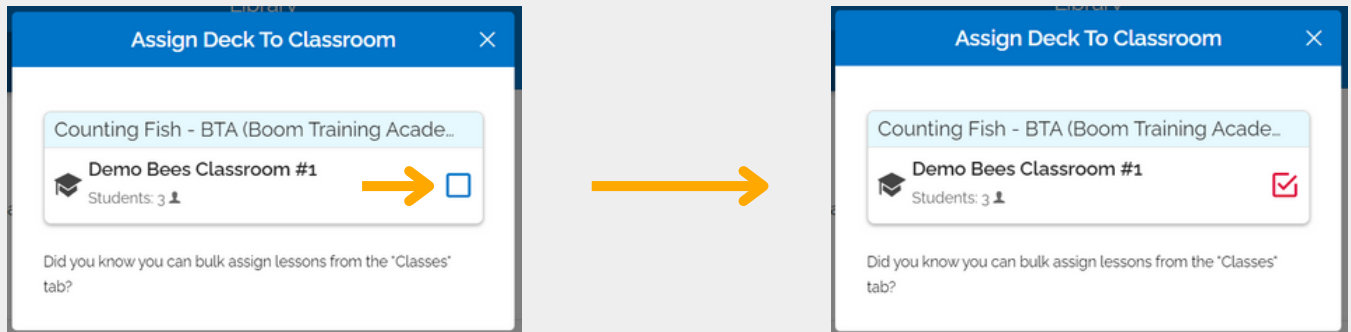 Library
Assign Deck To Classroom
Counting Fish - BTA (Boom Training Acade...
Demo Bees Classroom #1
Students: 3
Did you know you can bulk assign lessons from the "Classes"
tab?
Library
Assign Deck To Classroom
Counting Fish - BTA (Boom Training Acade...
Demo Bees Classroom #1
Students: 3
Did you know you can bulk assign lessons from the "Classes"
tab?